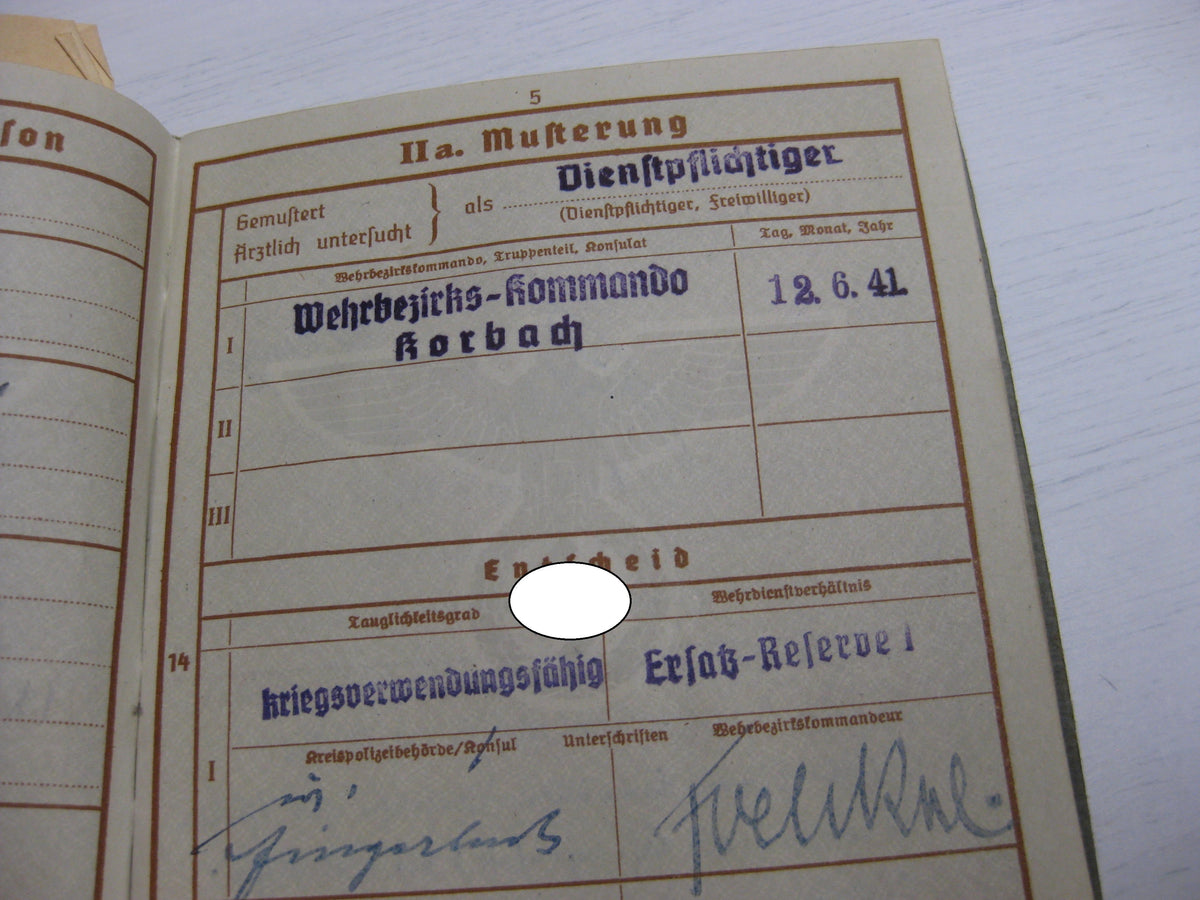 son
5
IIa. Musterung
Gemustert
Ärztlich untersucht
als Dienstpflichtiger
(Dienstpflichtiger, Freiwilliger)
Wehrbezirkskommando, Truppenteil, Konsulat
Tag, Monat, Jahr
I
Wehrbezirks-Kommando
Korbach
12. 6. 41.
II
III
Entscheid
Tauglichkeitsgrad
Wehrdienstverhältnis
14
kriegsverwendungsfähig
Ersatz-Reserve I
Kreispolizeibehörde/Konsul
Unterschriften
Wehrbezirkskommandeur
I